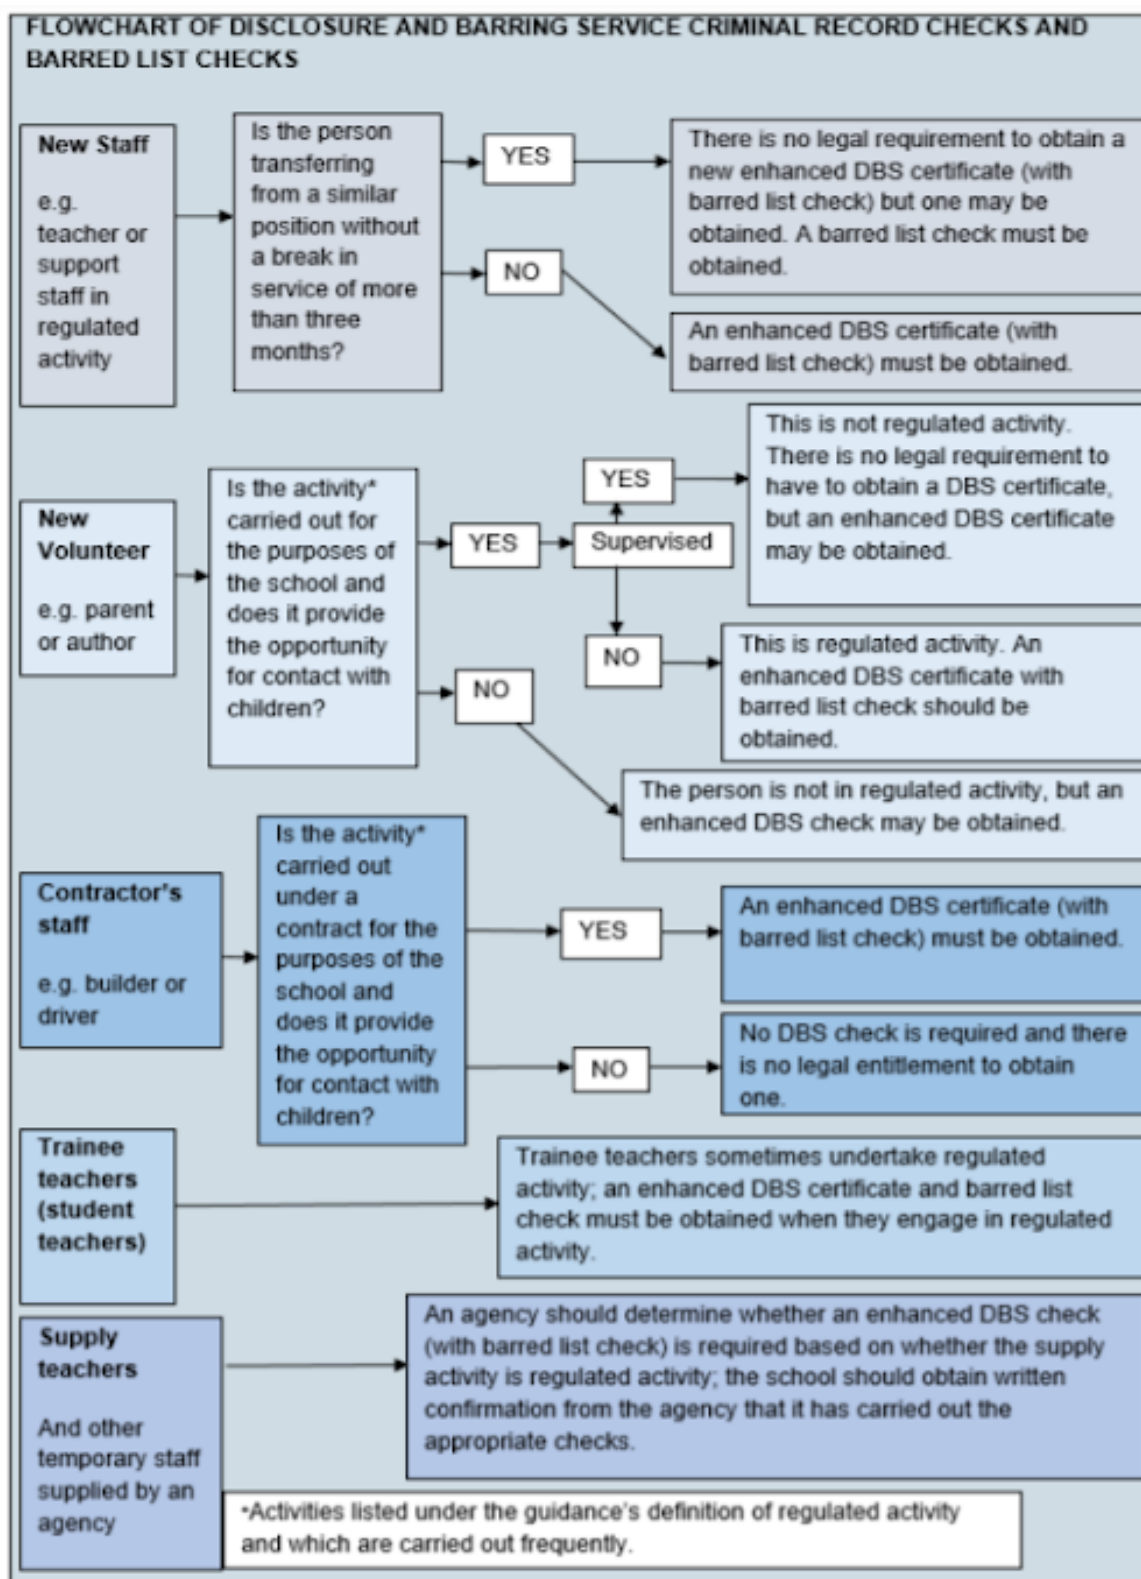 FLOWCHART OF DISCLOSURE AND BARRING SERVICE CRIMINAL RECORD CHECKS AND
BARRED LIST CHECKS
New Staff
e.g.
teacher or
support
staff in
regulated
activity
Is the person
transferring
from a similar
position without
a break in
service of more
than three
months?
YES
There is no legal requirement to obtain a
new enhanced DBS certificate (with
barred list check) but one may be
obtained. A barred list check must be
obtained.
NO
An enhanced DBS certificate (with
barred list check) must be obtained.
New
Volunteer
e.g. parent
or author
Is the activity*
carried out for
the purposes of
the school and
does it provide
the opportunity
for contact with
children?
YES
Supervised
YES
This is not regulated activity.
There is no legal requirement to
have to obtain a DBS certificate,
but an enhanced DBS certificate
may be obtained.
NO
This is regulated activity. An
enhanced DBS certificate with
barred list check should be
obtained.
NO
The person is not in regulated activity, but an
enhanced DBS check may be obtained.
Contractor's
staff
e.g. builder or
driver
Is the activity*
carried out
under a
contract for the
purposes of the
school and
does it provide
the opportunity
for contact with
children?
YES
An enhanced DBS certificate (with
barred list check) must be obtained.
NO
No DBS check is required and there
is no legal entitlement to obtain
one.
Trainee
teachers
(student
teachers)
Trainee teachers sometimes undertake regulated
activity; an enhanced DBS certificate and barred list
check must be obtained when they engage in regulated
activity.
Supply
teachers
And other
temporary staff
supplied by an
agency
An agency should determine whether an enhanced DBS check
(with barred list check) is required based on whether the supply
activity is regulated activity; the school should obtain written
confirmation from the agency that it has carried out the
appropriate checks.
*Activities listed under the guidance's definition of regulated activity
and which are carried out frequently.